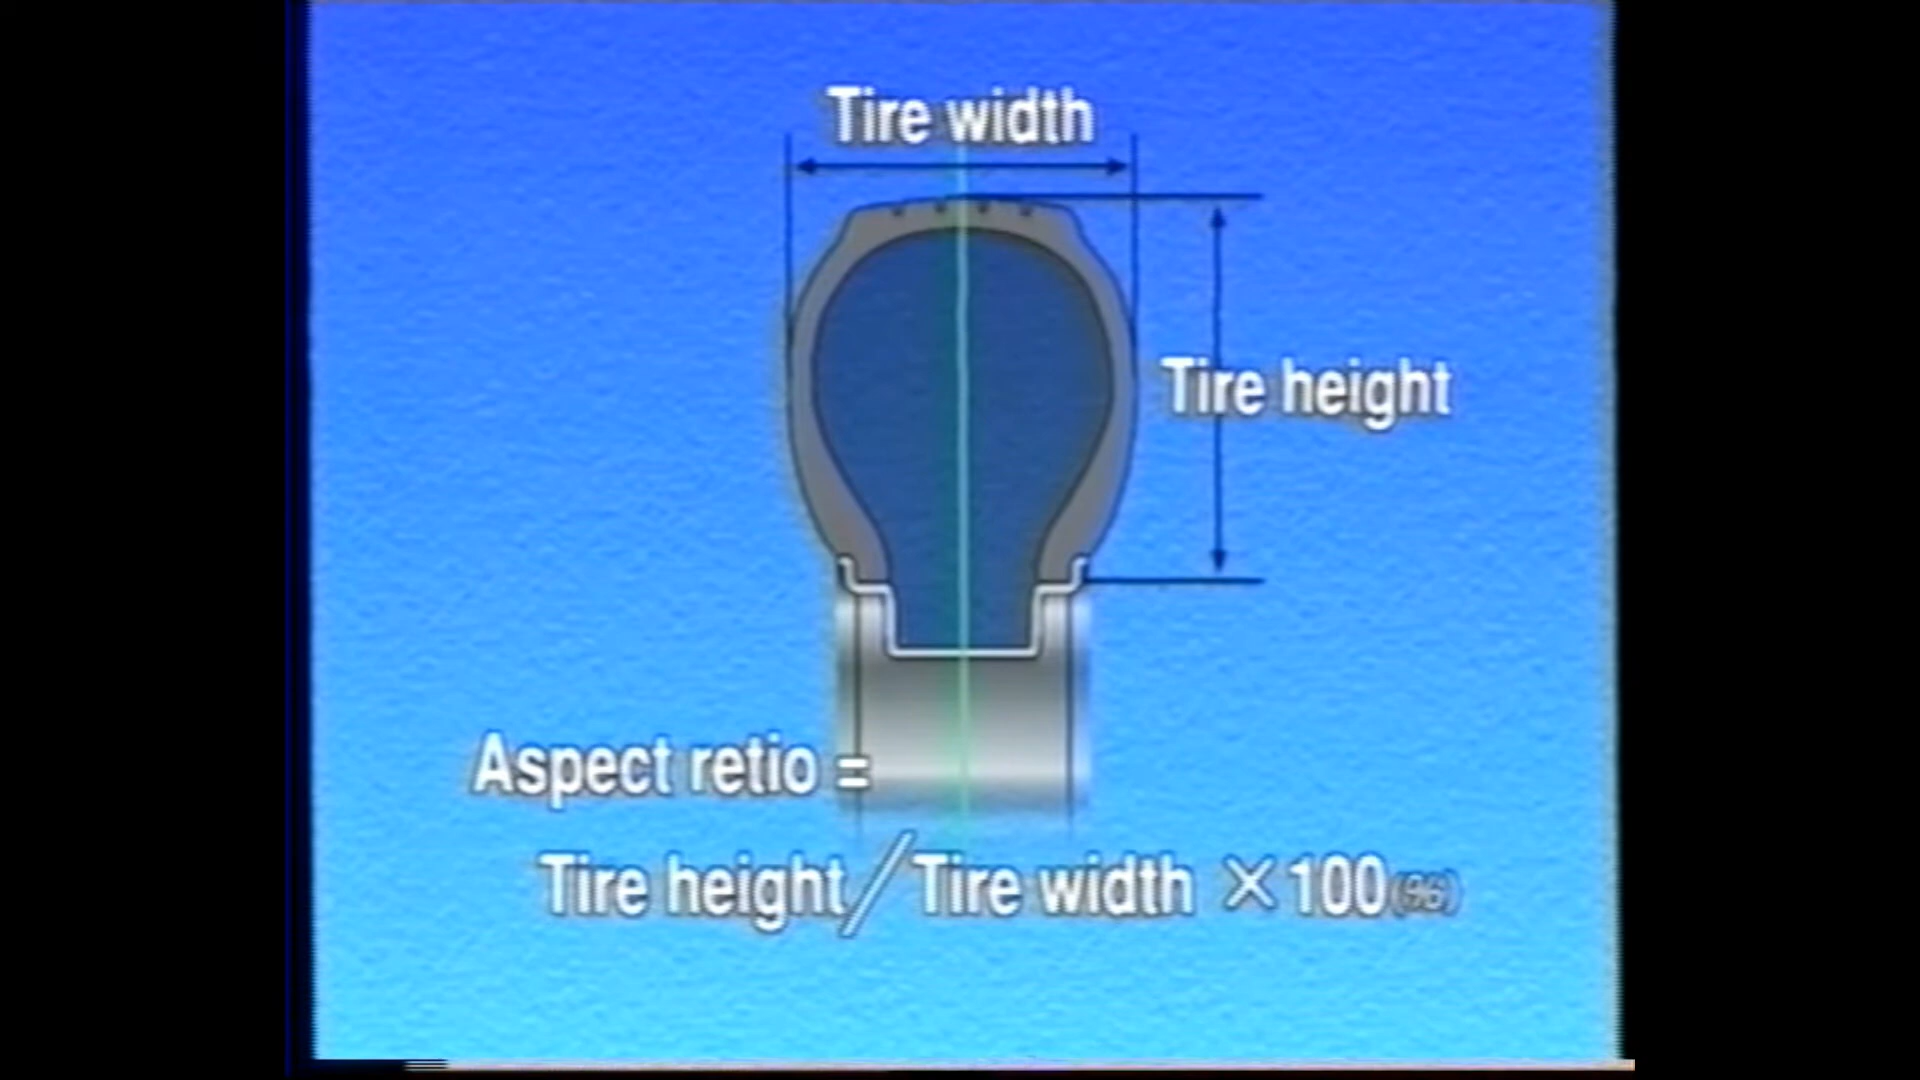 Tire width
Tire height
Aspect retio =
Tire height/Tire width ×100(%)